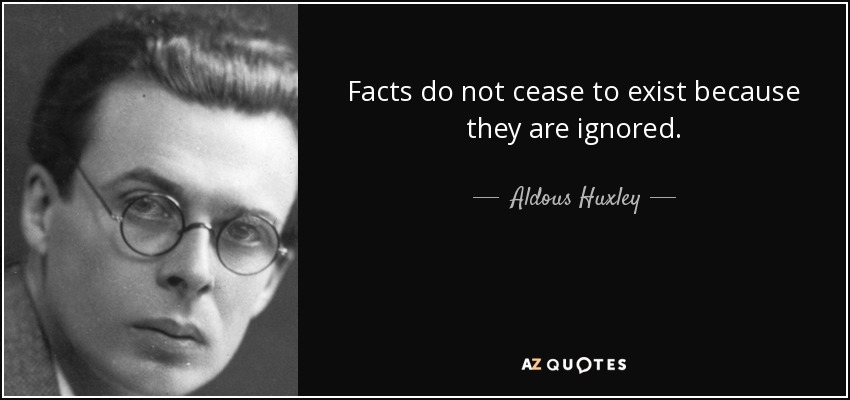 Facts do not cease to exist because
they are ignored.
Aldous Huxley
AZ QUOTES